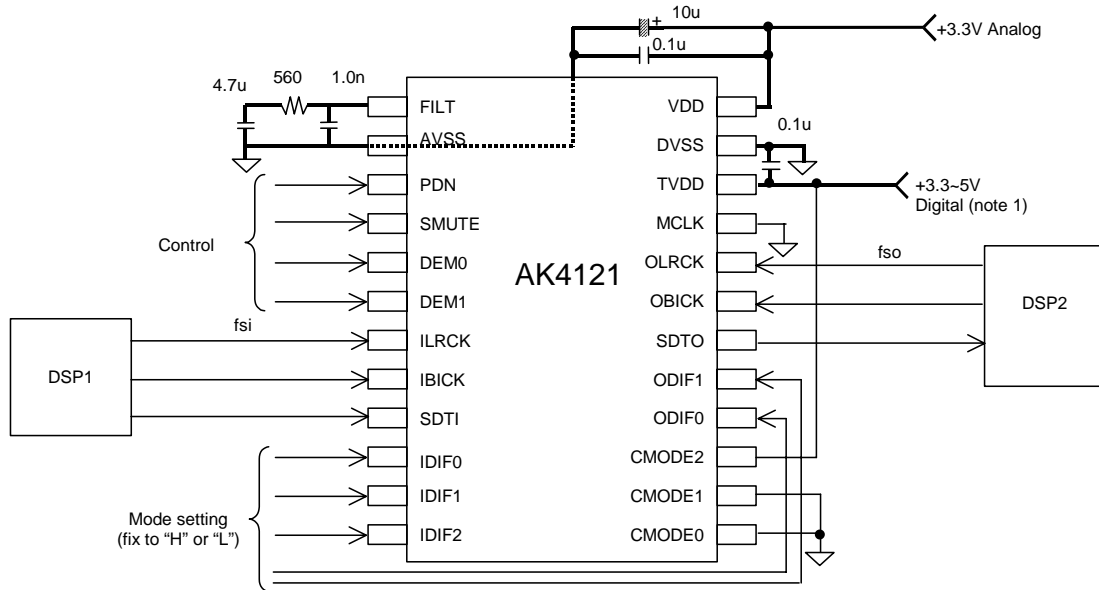 10u
+
+3.3V Analog
0.1u
4.7u
560
1.0n
FILT
VDD
0.1u
AVSS
DVSS
PDN
TVDD
+3.3~5V
Digital (note 1)
SMUTE
MCLK
Control
DEM0
OLRCK
fso
AK4121
DEM1
OBICK
DSP2
fsi
ILRCK
SDTO
DSP1
IBICK
ODIF1
SDTI
ODIF0
IDIF0
CMODE2
IDIF1
CMODE1
Mode setting
(fix to “H” or “L”)
IDIF2
CMODE0